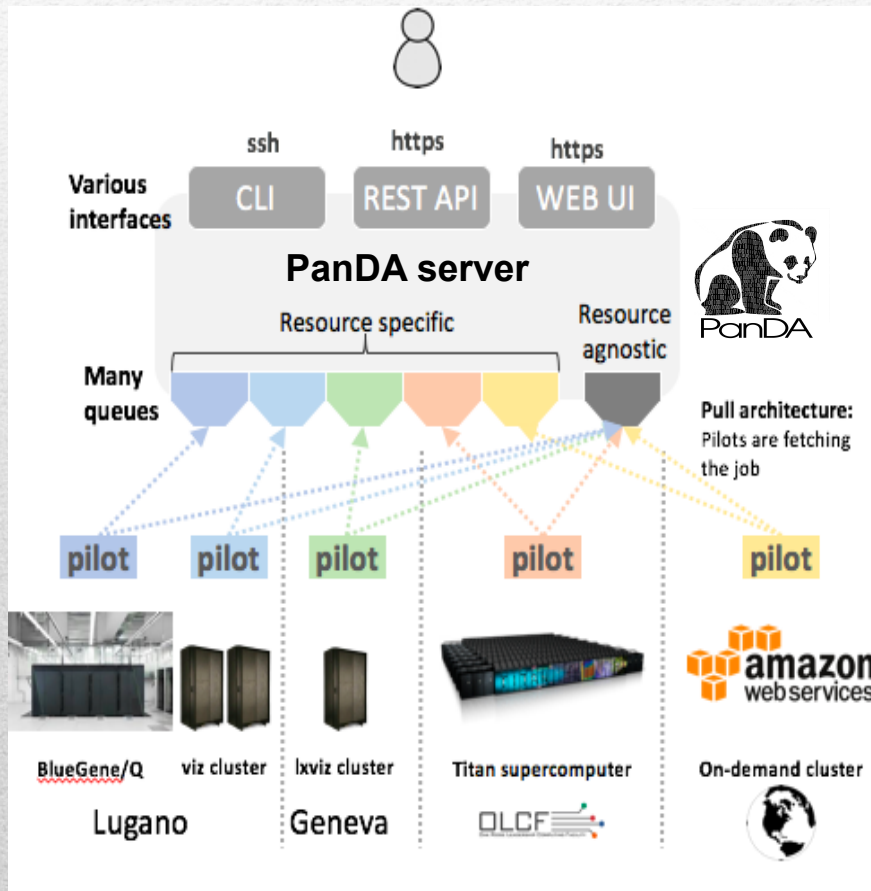 ssh
https
https
Various
interfaces
CLI
REST API
WEB UI
PanDA server
Resource specific
Resource
agnostic
PanDA
Many
queues
Pull architecture:
Pilots are fetching
the job
pilot
pilot
pilot
pilot
pilot
amazon
webservices
BlueGene/Q
viz cluster
lxviz cluster
Titan supercomputer
On-demand cluster
Lugano
Geneva
OLCF